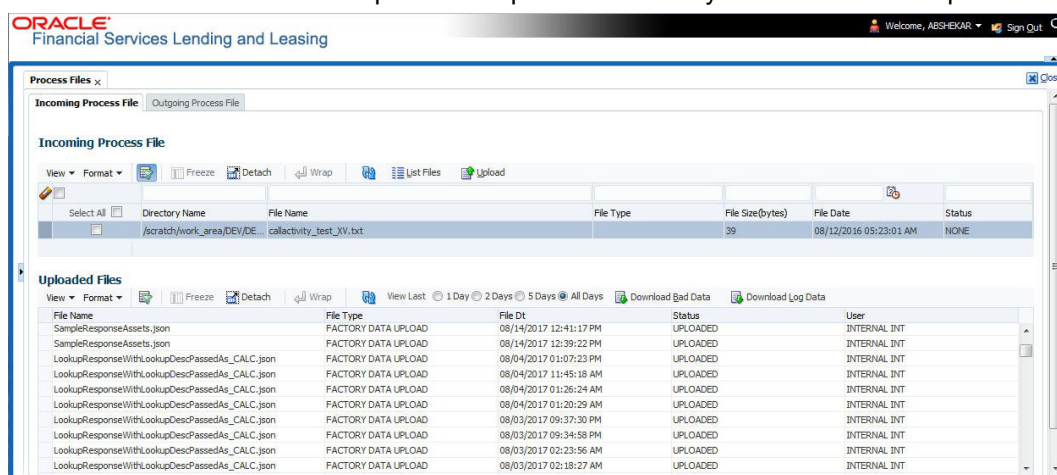 ORACLE
Financial Services Lending and Leasing
Welcome, ABSHEKAR Sign Out
Process Files x Clos
Incoming Process File Outgoing Process File
Incoming Process File
View Format Freeze Detach Wrap List Files Upload
Select All Directory Name File Name File Type File Size(bytes) File Date Status
/scratch/work_area/DEV/DE... callactivity_test_XV.txt 39 08/12/2016 05:23:01 AM NONE
Uploaded Files
View Format Freeze Detach Wrap View Last 1 Day 2 Days 5 Days All Days Download Bad Data Download Log Data
File Name File Type File Dt Status User
SampleResponseAssets.json FACTORY DATA UPLOAD 08/14/2017 12:41:17 PM UPLOADED INTERNAL INT
SampleResponseAssets.json FACTORY DATA UPLOAD 08/14/2017 12:39:22 PM UPLOADED INTERNAL INT
LookupResponseWithLookupDescPassedAs_CALC.json FACTORY DATA UPLOAD 08/04/2017 01:07:23 PM UPLOADED INTERNAL INT
LookupResponseWithLookupDescPassedAs_CALC.json FACTORY DATA UPLOAD 08/04/2017 11:45:18 AM UPLOADED INTERNAL INT
LookupResponseWithLookupDescPassedAs_CALC.json FACTORY DATA UPLOAD 08/04/2017 01:26:24 AM UPLOADED INTERNAL INT
LookupResponseWithLookupDescPassedAs_CALC.json FACTORY DATA UPLOAD 08/04/2017 01:20:29 AM UPLOADED INTERNAL INT
LookupResponseWithLookupDescPassedAs_CALC.json FACTORY DATA UPLOAD 08/03/2017 09:37:30 PM UPLOADED INTERNAL INT
LookupResponseWithLookupDescPassedAs_CALC.json FACTORY DATA UPLOAD 08/03/2017 09:34:58 PM UPLOADED INTERNAL INT
LookupResponseWithLookupDescPassedAs_CALC.json FACTORY DATA UPLOAD 08/03/2017 02:23:56 AM UPLOADED INTERNAL INT
LookupResponseWithLookupDescPassedAs_CALC.json FACTORY DATA UPLOAD 08/03/2017 02:18:27 AM UPLOADED INTERNAL INT